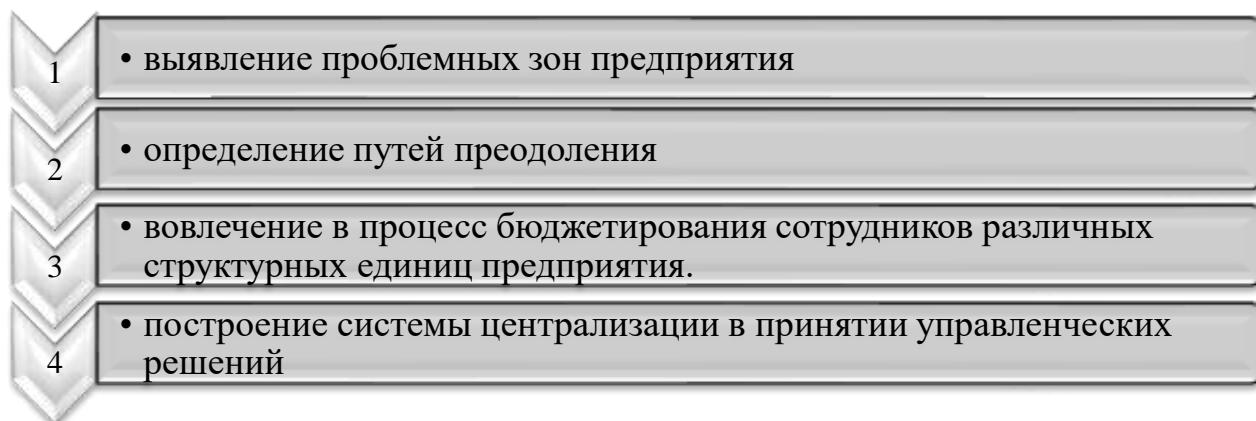 1
• выявление проблемных зон предприятия
2
• определение путей преодоления
3
• вовлечение в процесс бюджетирования сотрудников различных
структурных единиц предприятия.
4
• построение системы централизации в принятии управленческих
решений